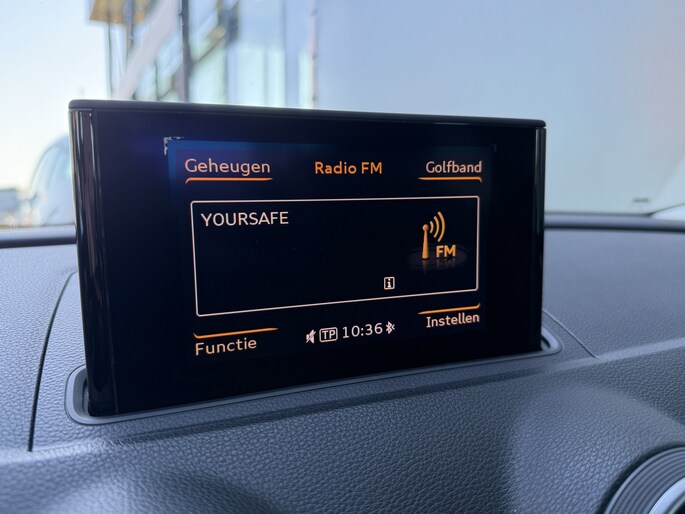 Geheugen Radio FM Golfband
YOURSAFE
FM
i
Functie TP 10:36 Instellen